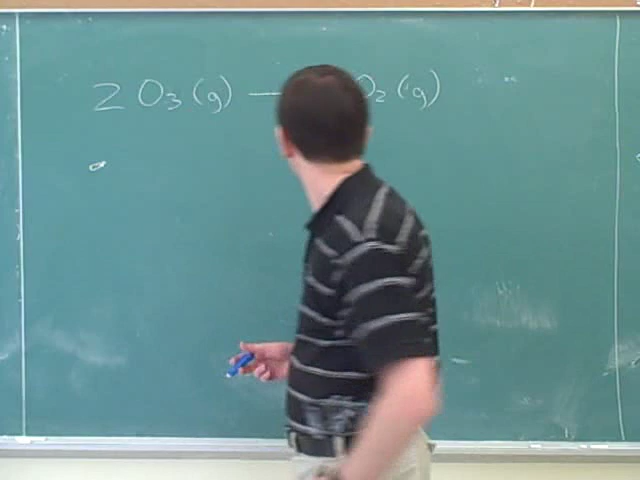 2 O₃ (g) — O₂ (g)